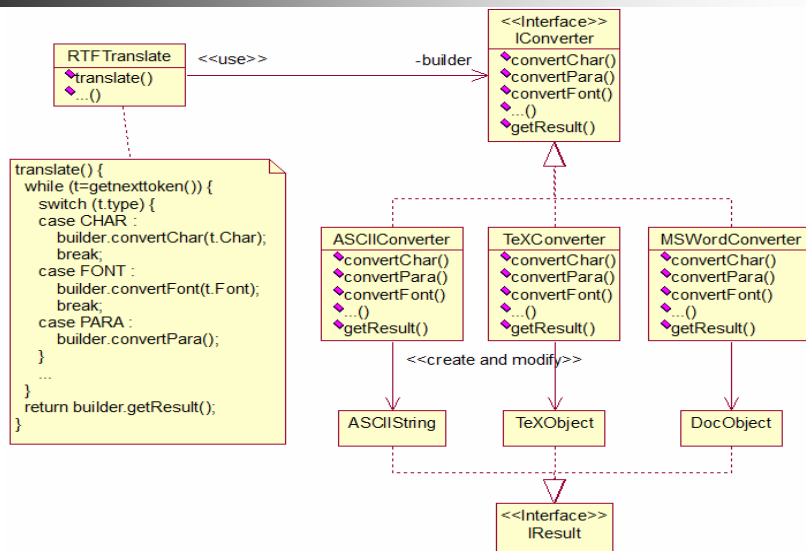 <<Interface>>
IConverter
convertChar()
convertPara()
convertFont()
...()
getResult()
RTFTranslate
translate()
...()
<<use>>
-builder
translate() {
while (t=getnexttoken()) {
switch (t.type) {
case CHAR :
builder.convertChar(t.Char);
break;
case FONT :
builder.convertFont(t.Font);
break;
case PARA :
builder.convertPara();
}
...
}
return builder.getResult();
}
ASCIIConverter
convertChar()
convertPara()
convertFont()
...()
getResult()
TeXConverter
convertChar()
convertPara()
convertFont()
...()
getResult()
MSWordConverter
convertChar()
convertPara()
convertFont()
...()
getResult()
<<create and modify>>
ASCIIString
TeXObject
DocObject
<<Interface>>
IResult